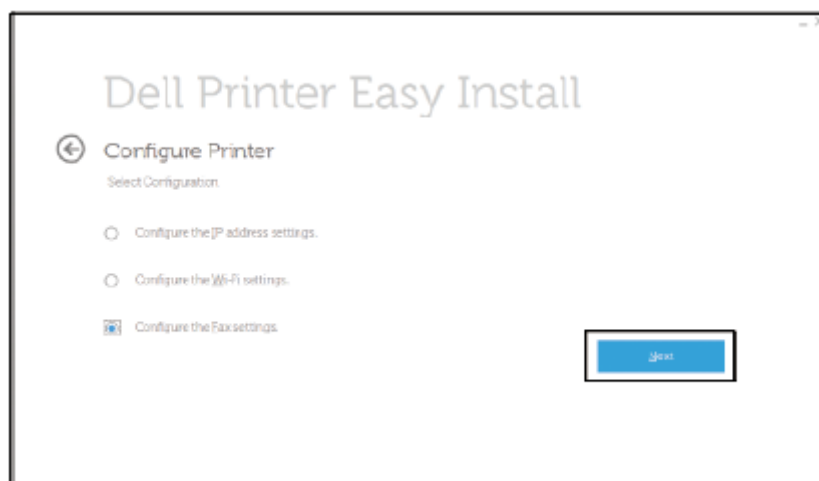 Dell Printer Easy Install
Configure Printer
Select Configuration
Configure the IP address settings.
Configure the Wi-Fi settings.
Configure the Fax settings.
Next